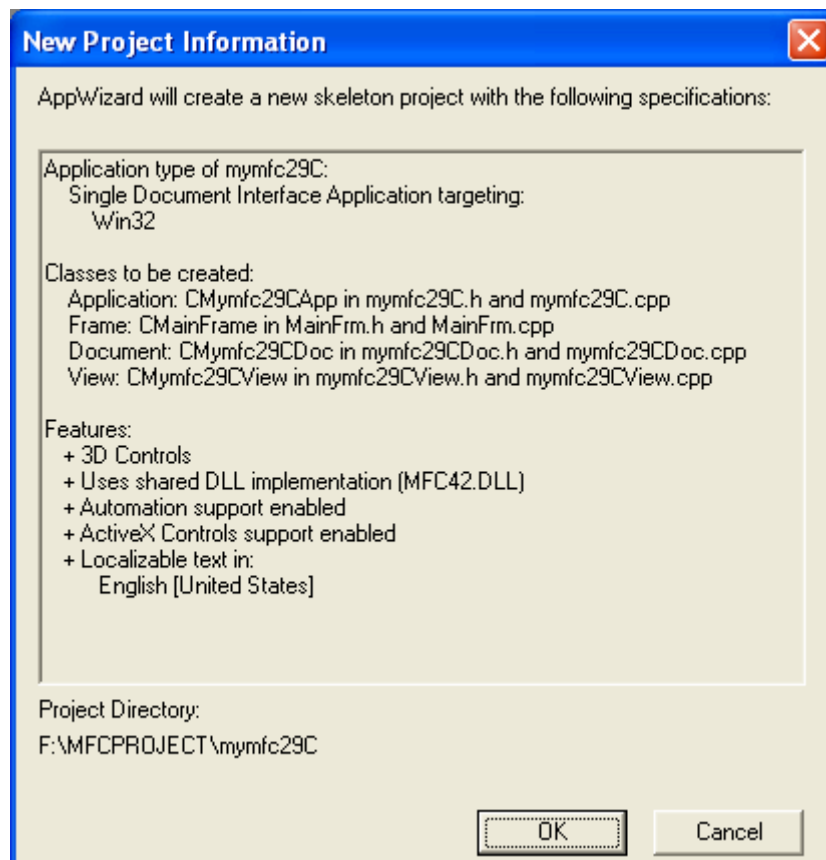 New Project Information
AppWizard will create a new skeleton project with the following specifications:
Application type of mymfc29C:
Single Document Interface Application targeting:
Win32
Classes to be created:
Application: CMymfc29CApp in mymfc29C.h and mymfc29C.cpp
Frame: CMainFrame in MainFrm.h and MainFrm.cpp
Document: CMymfc29CDoc in mymfc29CDoc.h and mymfc29CDoc.cpp
View: CMymfc29CView in mymfc29CView.h and mymfc29CView.cpp
Features:
+ 3D Controls
+ Uses shared DLL implementation (MFC42.DLL)
+ Automation support enabled
+ ActiveX Controls support enabled
+ Localizable text in:
English [United States]
Project Directory:
F:\MFCPROJECT\mymfc29C
OK Cancel